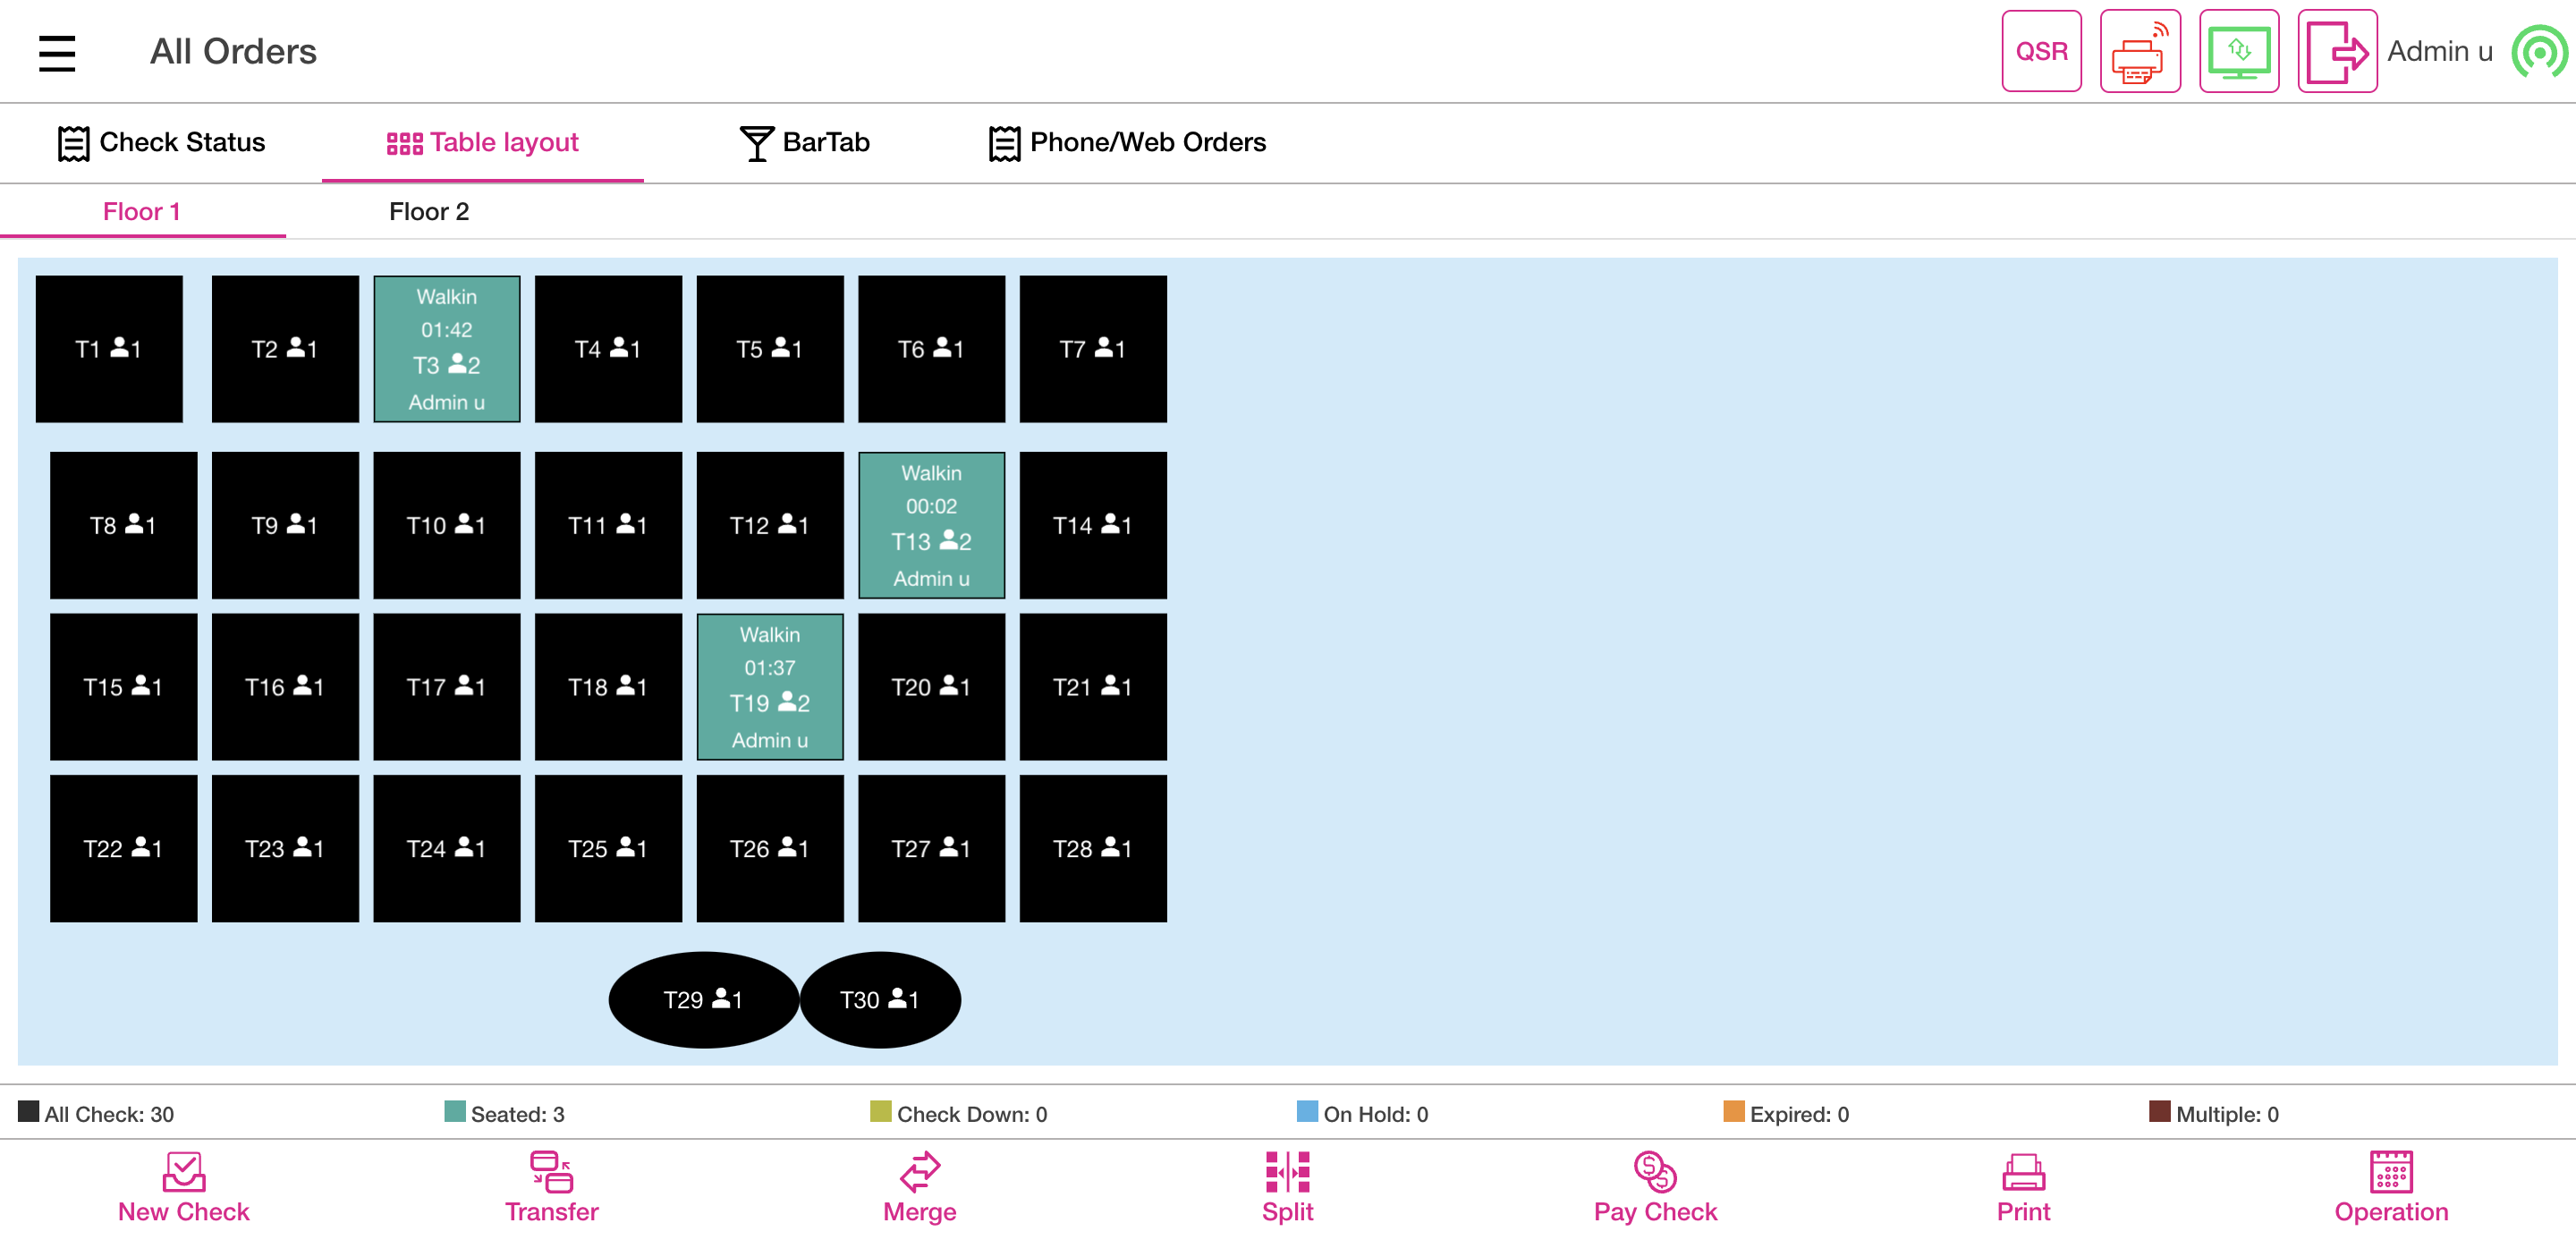 All Orders
QSR
Admin u
Check Status
Table layout
BarTab
Phone/Web Orders
Floor 1
Floor 2
T1 1
T2 1
Walkin
01:42
T3 2
Admin u
T4 1
T5 1
T6 1
T7 1
T8 1
T9 1
T10 1
T11 1
T12 1
Walkin
00:02
T13 2
Admin u
T14 1
T15 1
T16 1
T17 1
T18 1
Walkin
01:37
T19 2
Admin u
T20 1
T21 1
T22 1
T23 1
T24 1
T25 1
T26 1
T27 1
T28 1
T29 1
T30 1
All Check: 30
Seated: 3
Check Down: 0
On Hold: 0
Expired: 0
Multiple: 0
New Check
Transfer
Merge
Split
Pay Check
Print
Operation